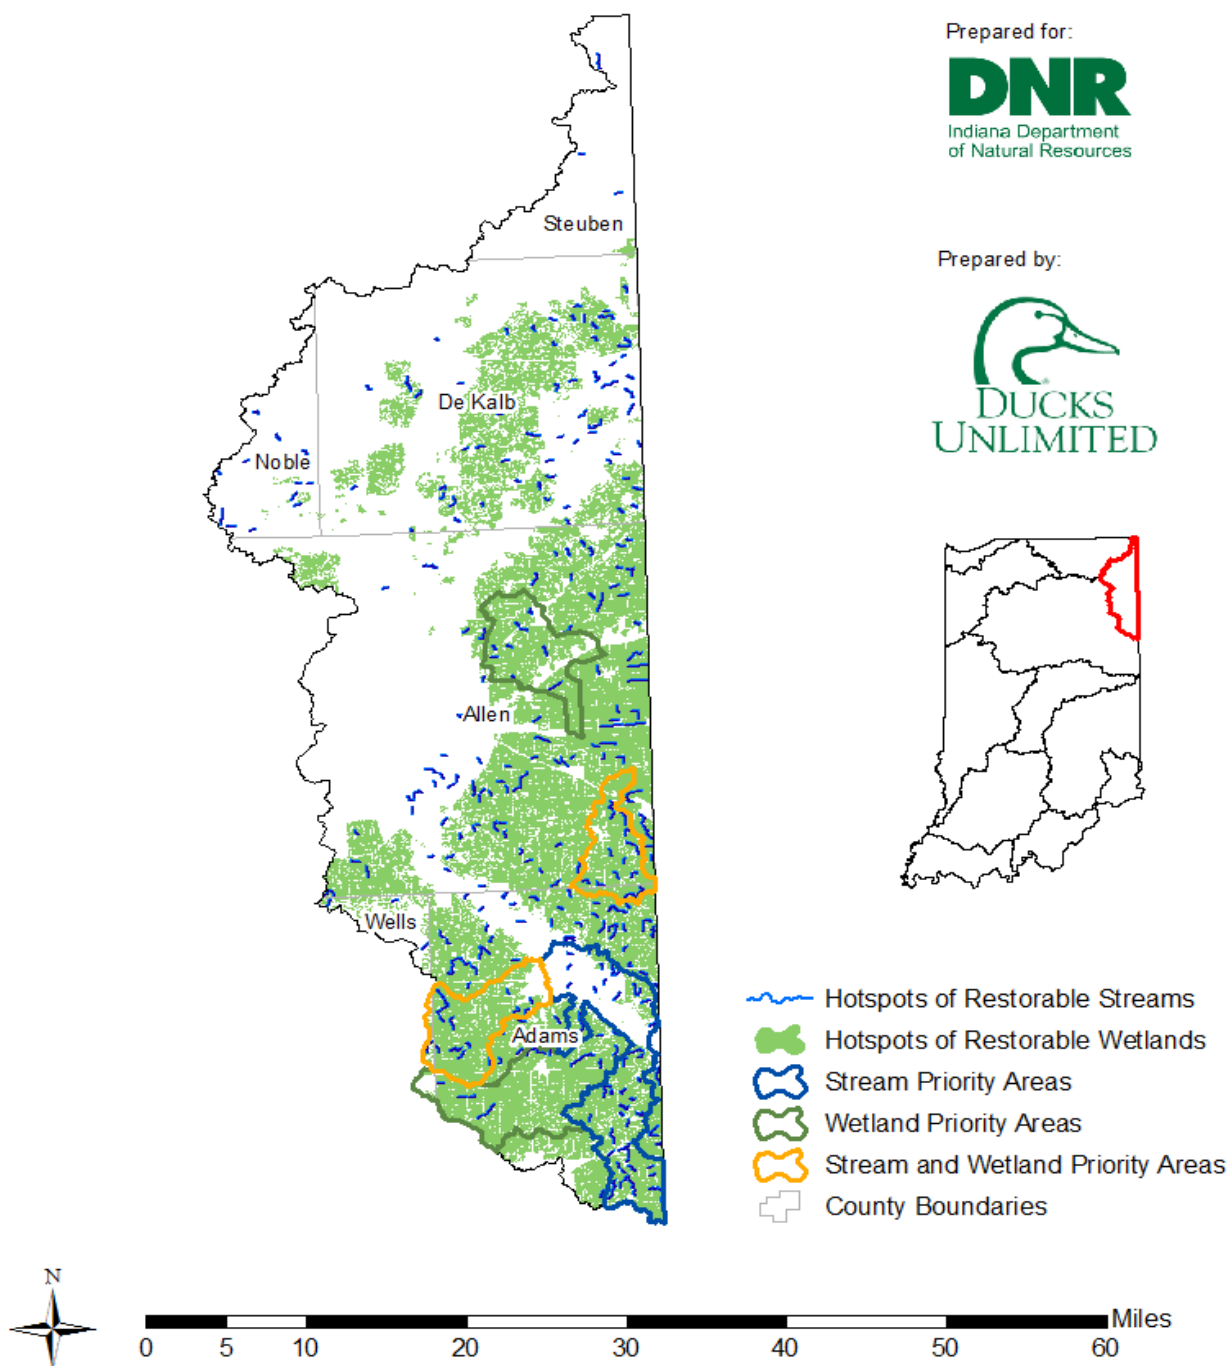 Prepared for:
DNR
Indiana Department
of Natural Resources
Steuben
Prepared by:
DUCKS
UNLIMITED
De Kalb
Noble
Allen
Wells
Adams
Hotspots of Restorable Streams
Hotspots of Restorable Wetlands
Stream Priority Areas
Wetland Priority Areas
Stream and Wetland Priority Areas
County Boundaries
N
Miles
0 5 10 20 30 40 50 60